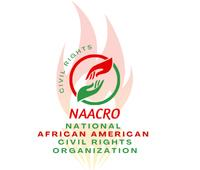 CIVIL RIGHTS
NAACRO
NATIONAL
AFRICAN AMERICAN
CIVIL RIGHTS
ORGANIZATION